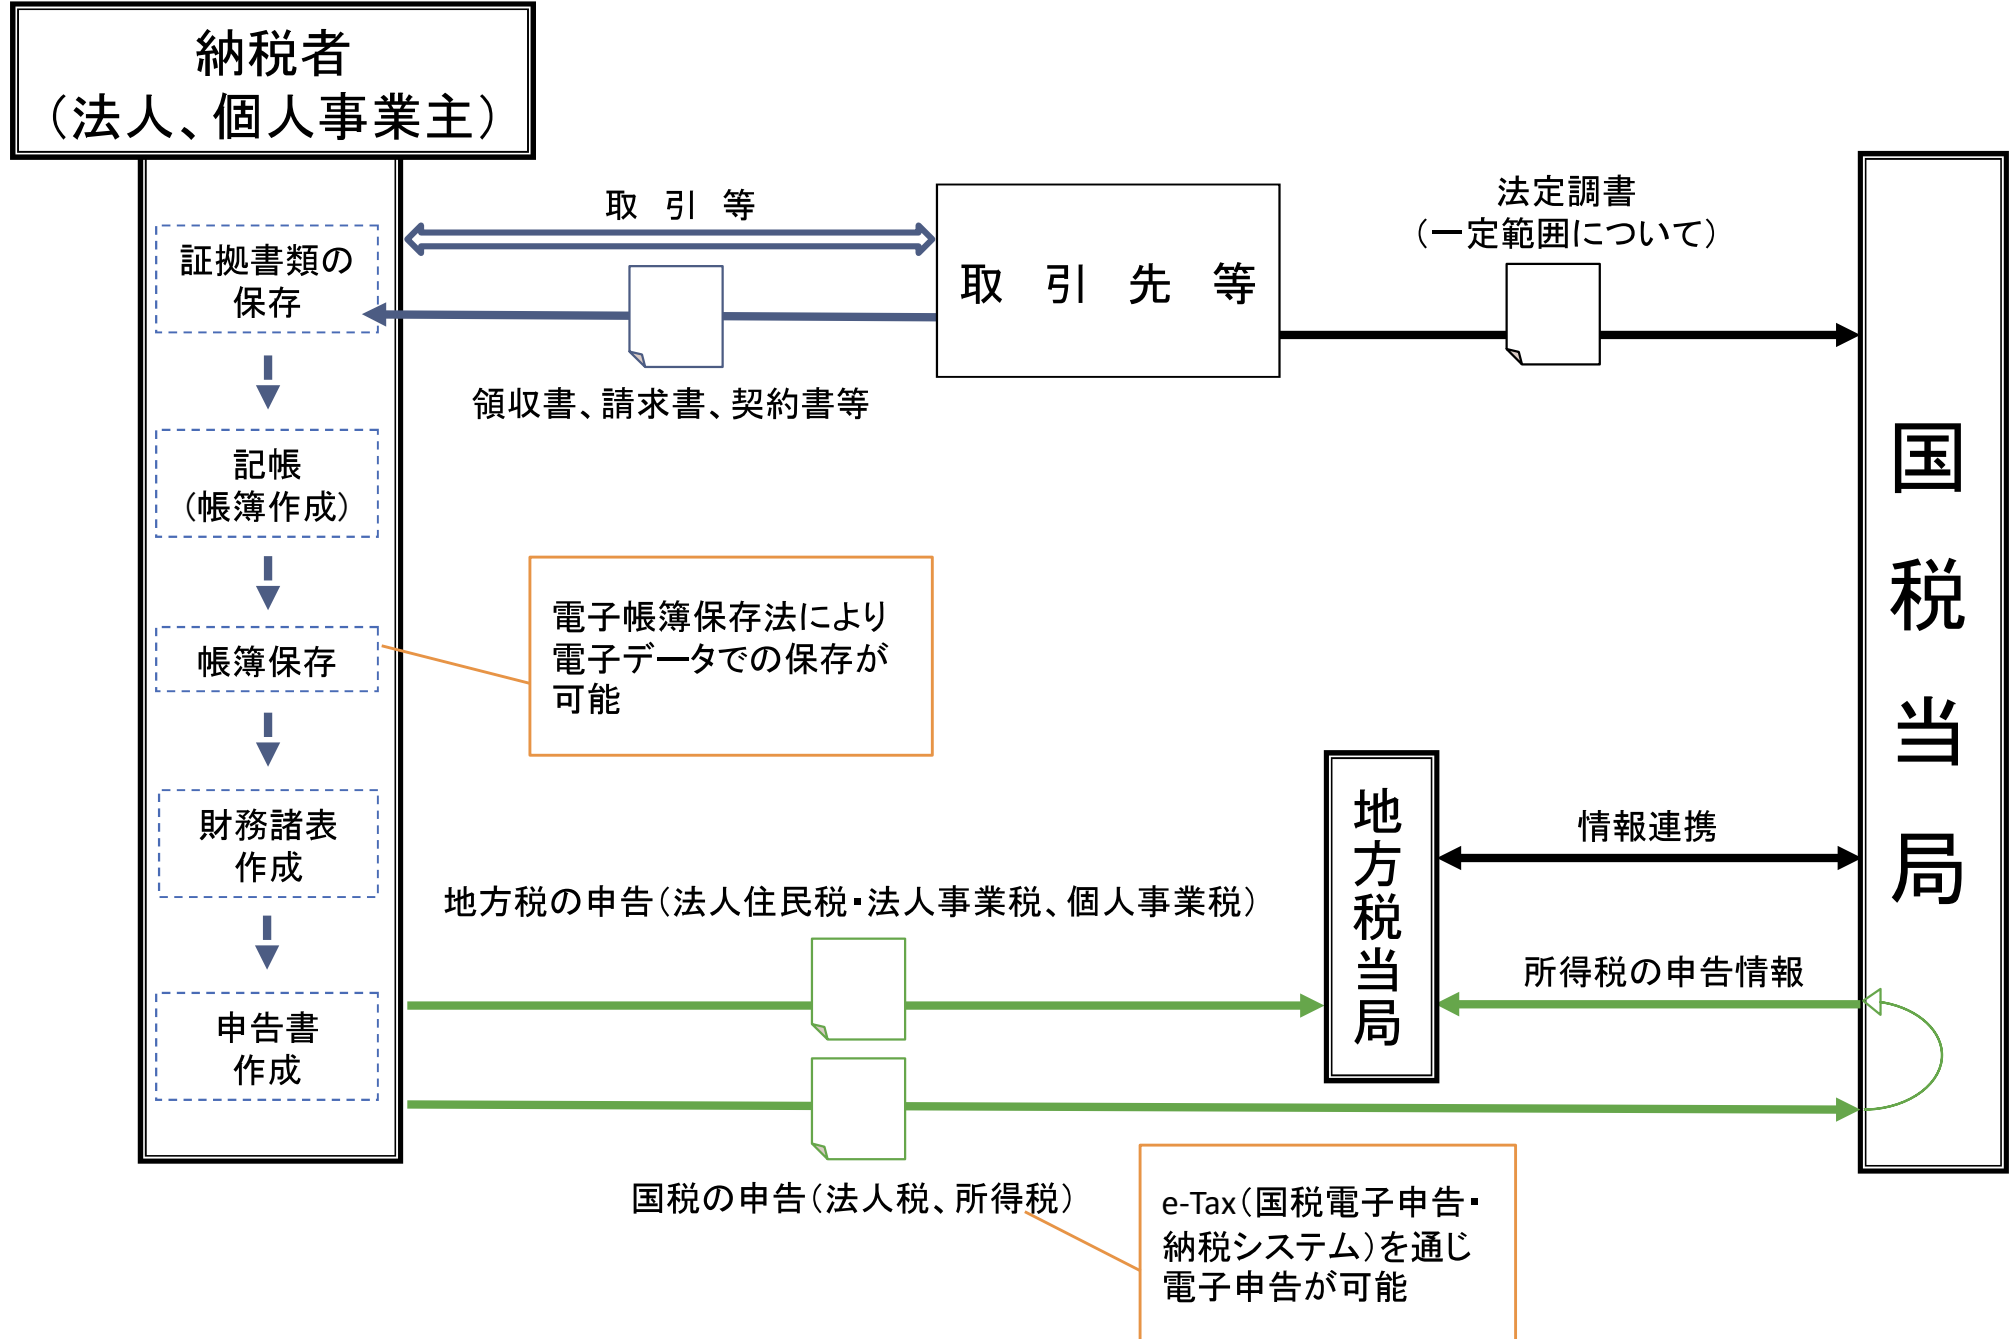 納税者
（法人、個人事業主）
証拠書類の
保存
記帳
（帳簿作成）
帳簿保存
財務諸表
作成
申告書
作成
取　引　等
領収書、請求書、契約書等
取　引　先　等
法定調書
（一定範囲について）
国税当局
電子帳簿保存法により
電子データでの保存が
可能
地方税当局
情報連携
所得税の申告情報
地方税の申告（法人住民税・法人事業税、個人事業税）
国税の申告（法人税、所得税）
e-Tax（国税電子申告・
納税システム）を通じ
電子申告が可能